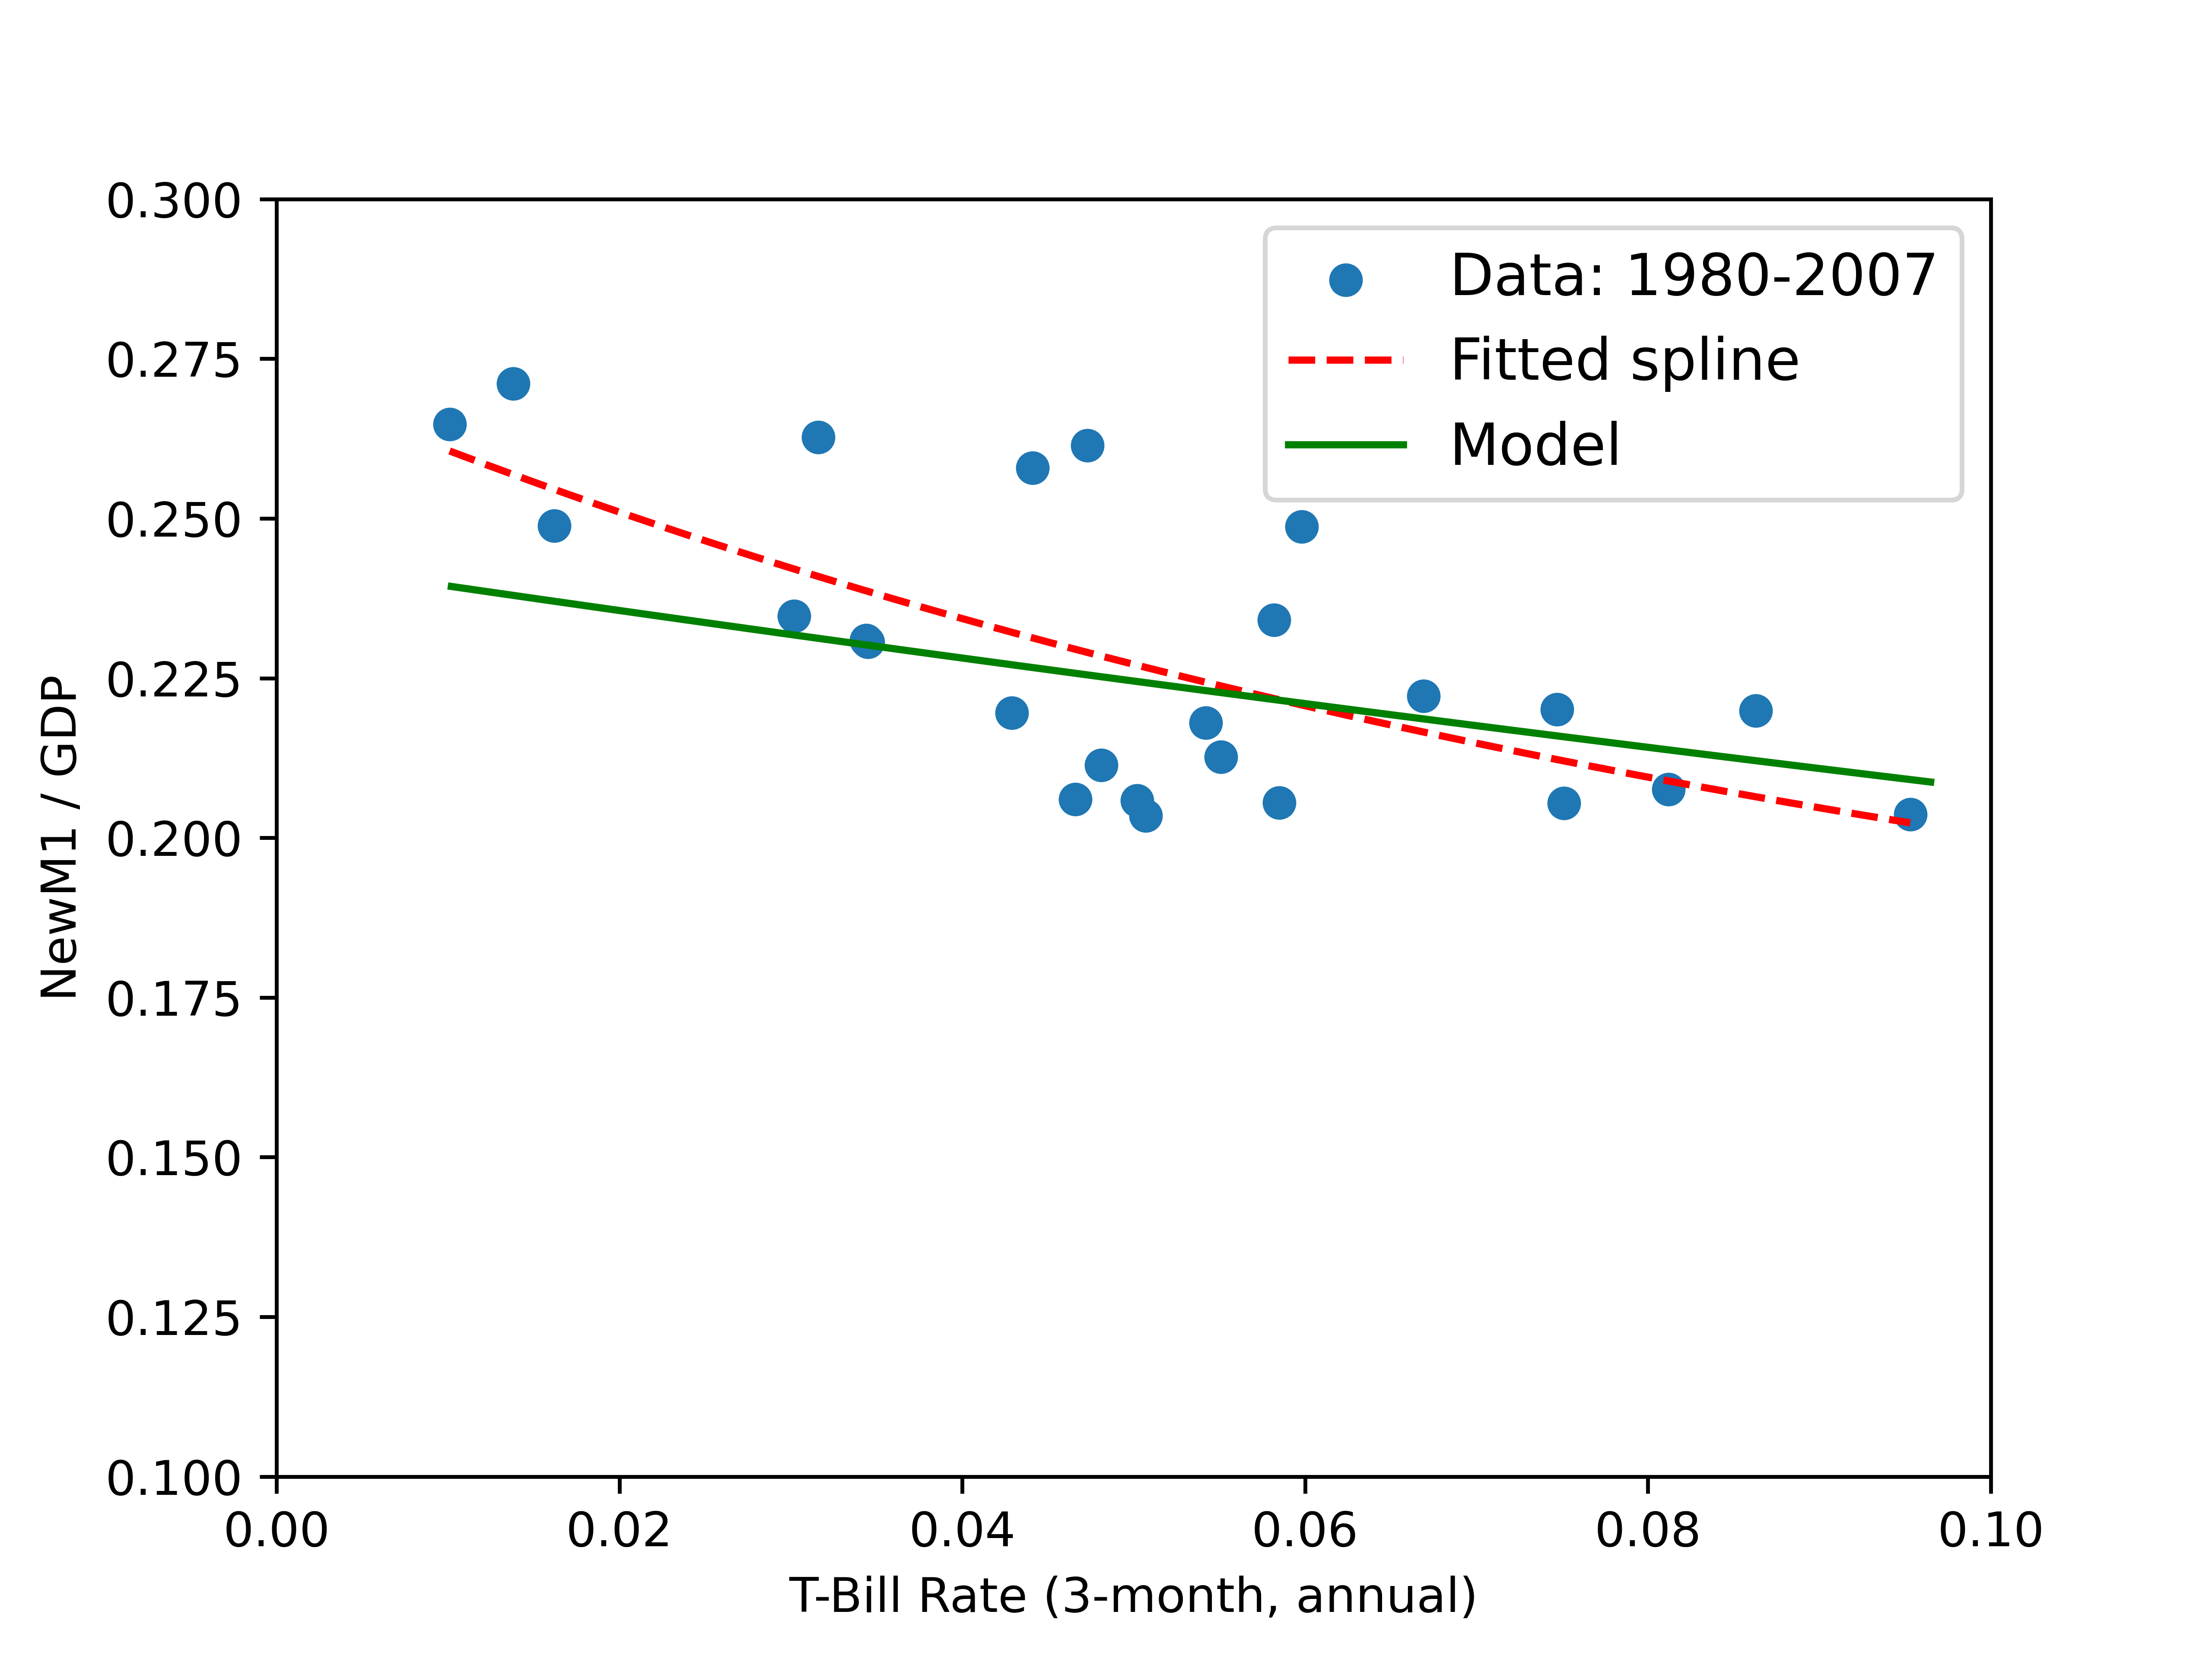 0.300
0.275
0.250
0.225
0.200
0.175
0.150
0.125
0.100
NewM1 / GDP
Data: 1980-2007
Fitted spline
Model
0.00 0.02 0.04 0.06 0.08 0.10
T-Bill Rate (3-month, annual)